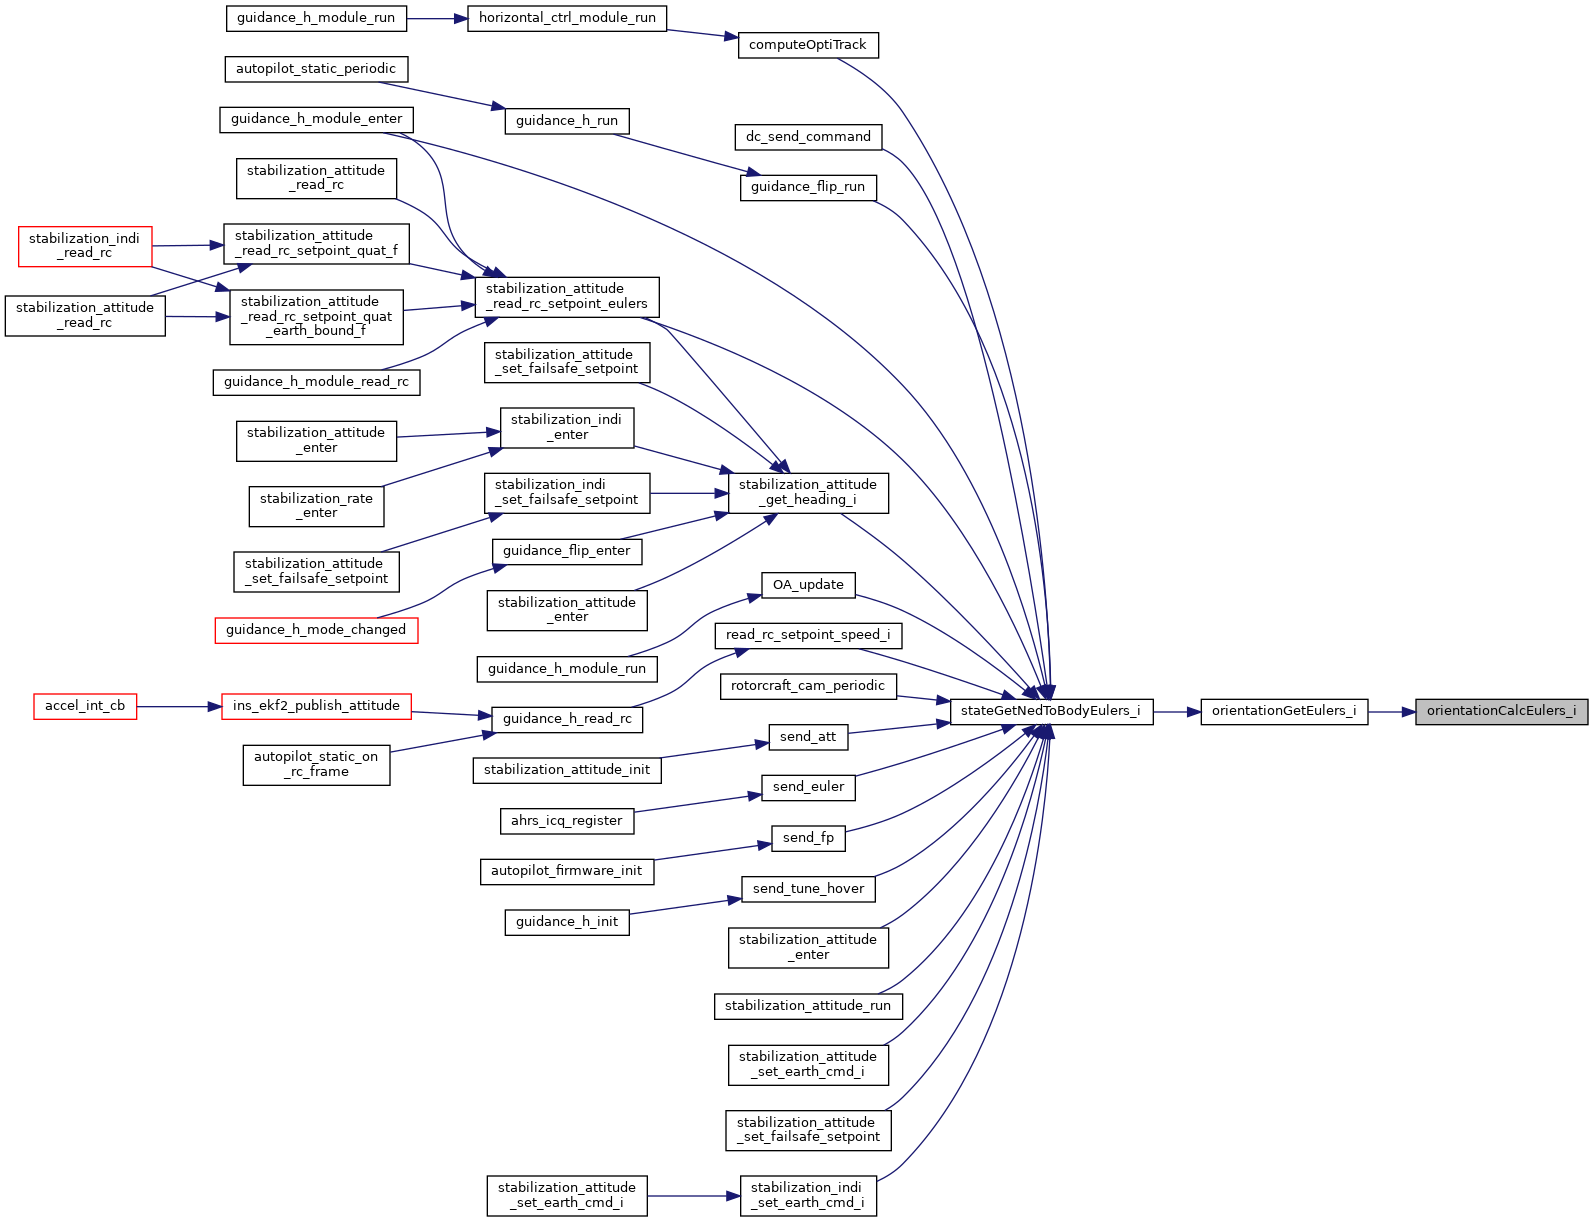 guidance_h_module_run
horizontal_ctrl_module_run
computeOptiTrack
autopilot_static_periodic
guidance_h_module_enter
guidance_h_run
dc_send_command
guidance_flip_run
stabilization_attitude
_read_rc
stabilization_indi
_read_rc
stabilization_attitude
_read_rc_setpoint_quat_f
stabilization_attitude
_read_rc
stabilization_attitude
_read_rc_setpoint_quat
_earth_bound_f
stabilization_attitude
_read_rc_setpoint_eulers
guidance_h_module_read_rc
stabilization_attitude
_set_failsafe_setpoint
stabilization_attitude
_enter
stabilization_indi
_enter
stabilization_rate
_enter
stabilization_indi
_set_failsafe_setpoint
stabilization_attitude
_get_heading_i
stabilization_attitude
_set_failsafe_setpoint
guidance_flip_enter
stabilization_attitude
_enter
guidance_h_mode_changed
OA_update
read_rc_setpoint_speed_i
guidance_h_module_run
rotorcraft_cam_periodic
accel_int_cb
ins_ekf2_publish_attitude
guidance_h_read_rc
stateGetNedToBodyEulers_i
orientationGetEulers_i
orientationCalcEulers_i
autopilot_static_on
_rc_frame
send_att
stabilization_attitude_init
send_euler
ahrs_icq_register
send_fp
autopilot_firmware_init
send_tune_hover
guidance_h_init
stabilization_attitude
_enter
stabilization_attitude_run
stabilization_attitude
_set_earth_cmd_i
stabilization_attitude
_set_failsafe_setpoint
stabilization_attitude
_set_earth_cmd_i
stabilization_indi
_set_earth_cmd_i